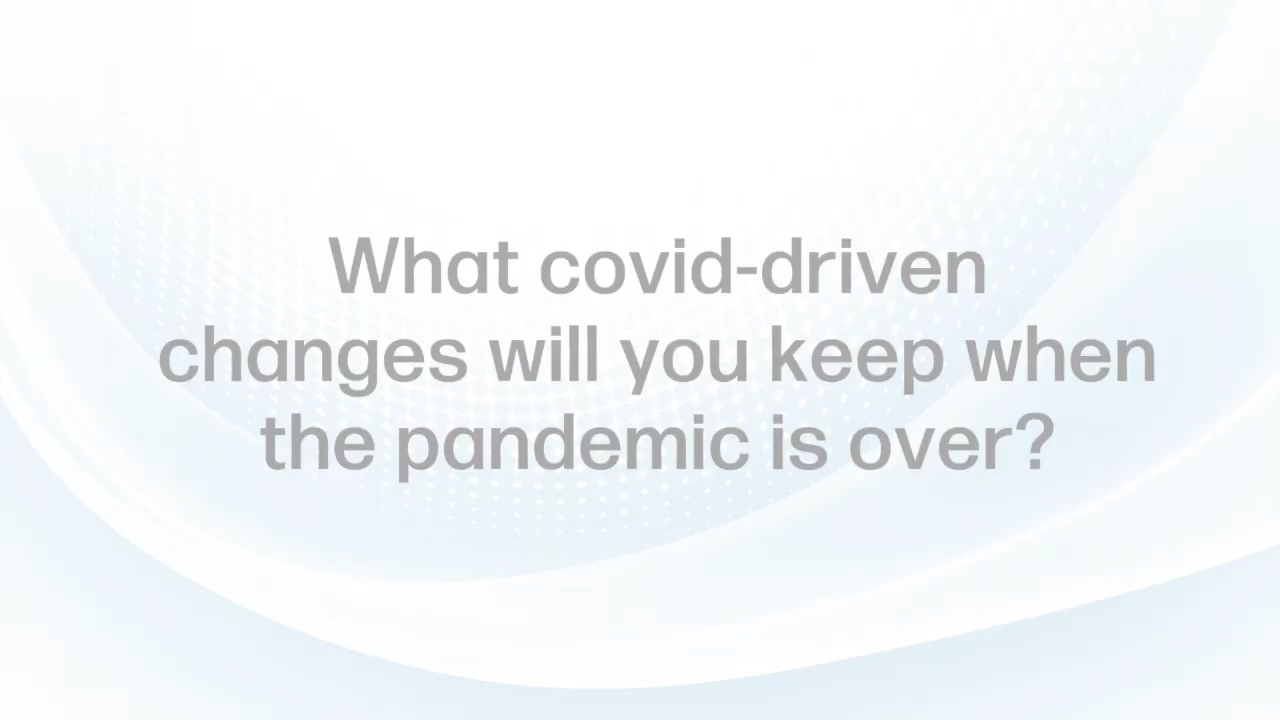 What covid-driven
changes will you keep when
the pandemic is over?